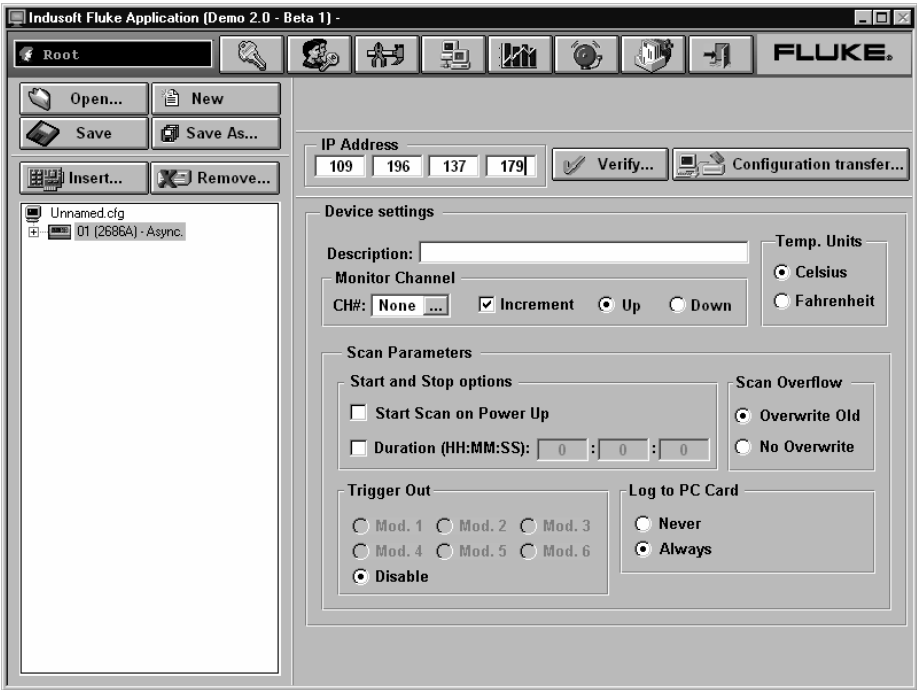 Indusoft Fluke Application (Demo 2.0 - Beta 1) -
Root
FLUKE®
Open...
New
Save
Save As...
Insert...
Remove...
Unnamed.cfg
01 (2686A) - Async.
IP Address
109 196 137 179
Verify...
Configuration transfer...
Device settings
Description:
Temp. Units
Celsius
Fahrenheit
Monitor Channel
CH#: None ... Increment Up Down
Scan Parameters
Start and Stop options
Start Scan on Power Up
Duration (HH:MM:SS): 0 : 0 : 0
Scan Overflow
Overwrite Old
No Overwrite
Trigger Out
Mod. 1 Mod. 2 Mod. 3
Mod. 4 Mod. 5 Mod. 6
Disable
Log to PC Card
Never
Always